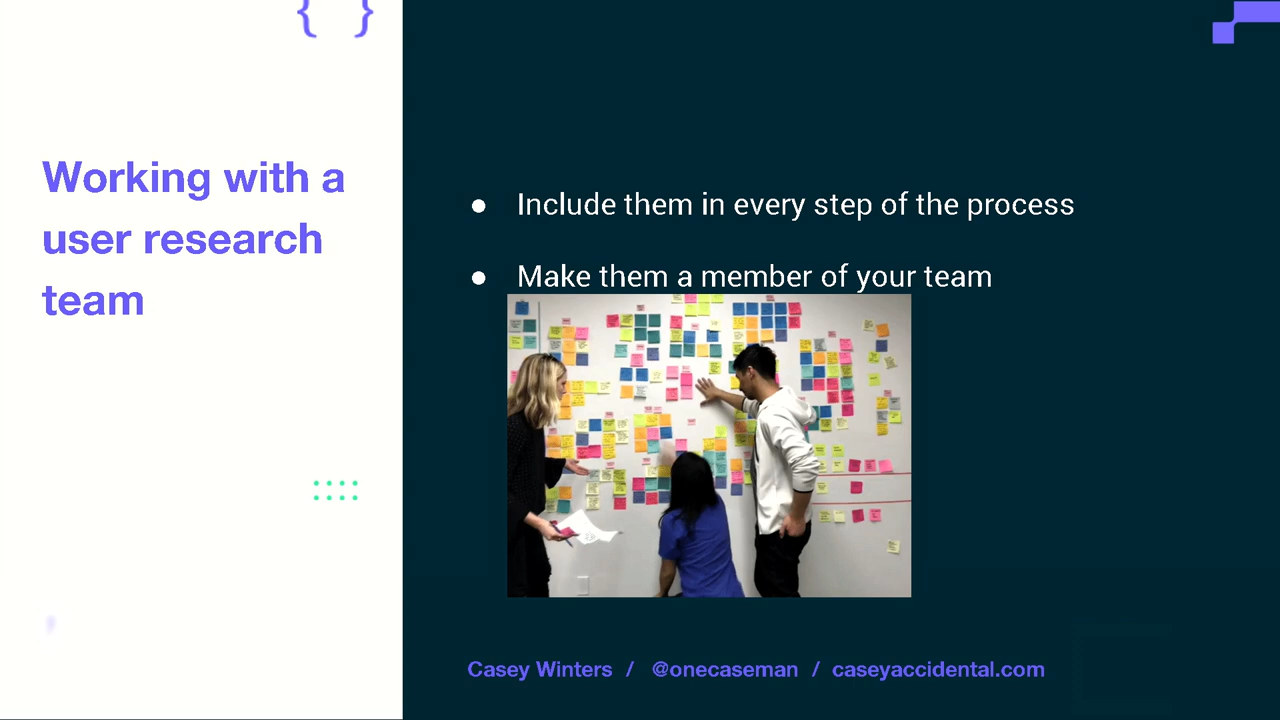 { }
Working with a
user research
team
● Include them in every step of the process
● Make them a member of your team
Casey Winters / @onecaseman / caseyaccidental.com